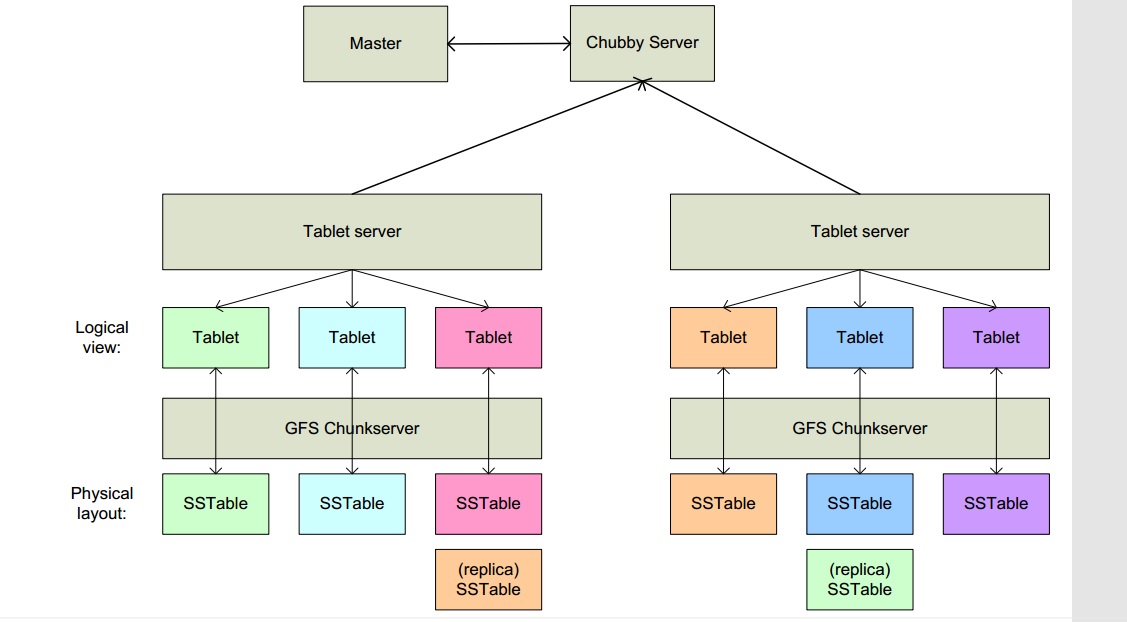 Master
Chubby Server
Tablet server
Tablet server
Logical
view:
Tablet
Tablet
Tablet
Tablet
Tablet
Tablet
GFS Chunkserver
GFS Chunkserver
Physical
layout:
SSTable
SSTable
SSTable
SSTable
SSTable
SSTable
(replica)
SSTable
(replica)
SSTable